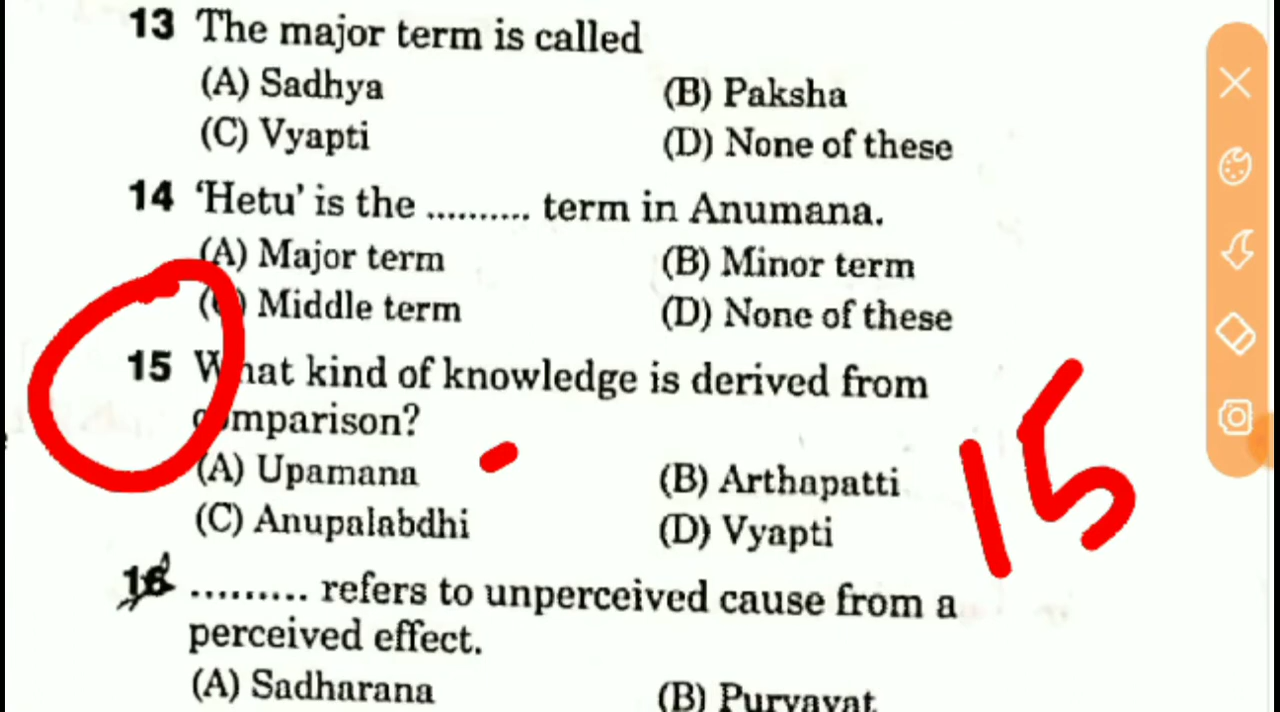 13 The major term is called
(A) Sadhya (B) Paksha
(C) Vyapti (D) None of these
14 ‘Hetu’ is the .......... term in Anumana.
(A) Major term (B) Minor term
(C) Middle term (D) None of these
15 What kind of knowledge is derived from
comparison?
15
(A) Upamana (B) Arthapatti
(C) Anupalabdhi (D) Vyapti
16 ......... refers to unperceived cause from a
perceived effect.
(A) Sadharana (B) Purvavat